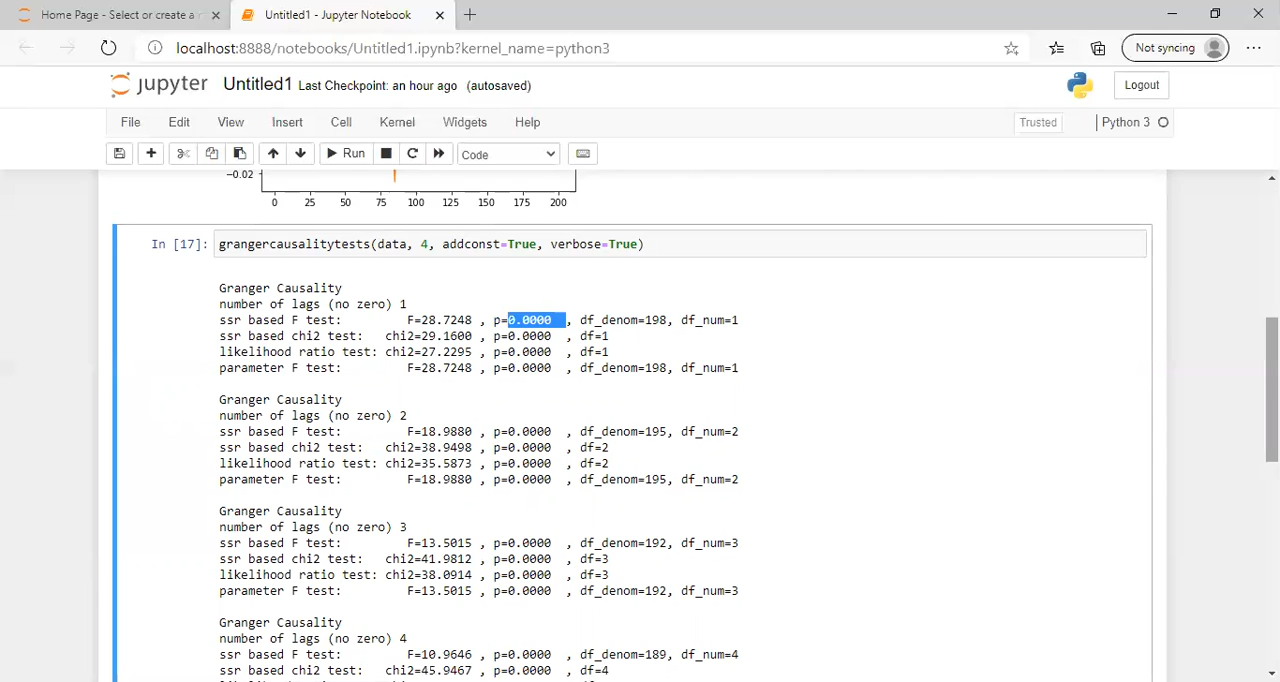 Home Page - Select or create a n
Untitled1 - Jupyter Notebook
localhost:8888/notebooks/Untitled1.ipynb?kernel_name=python3
Not syncing
jupyter Untitled1 Last Checkpoint: an hour ago (autosaved)
Logout
File Edit View Insert Cell Kernel Widgets Help
Trusted Python 3
Run Code
−0.02
0 25 50 75 100 125 150 175 200
In [17]: grangercausalitytests(data, 4, addconst=True, verbose=True)
Granger Causality
number of lags (no zero) 1
ssr based F test: F=28.7248 , p=0.0000 , df_denom=198, df_num=1
ssr based chi2 test: chi2=29.1600 , p=0.0000 , df=1
likelihood ratio test: chi2=27.2295 , p=0.0000 , df=1
parameter F test: F=28.7248 , p=0.0000 , df_denom=198, df_num=1
Granger Causality
number of lags (no zero) 2
ssr based F test: F=18.9880 , p=0.0000 , df_denom=195, df_num=2
ssr based chi2 test: chi2=38.9498 , p=0.0000 , df=2
likelihood ratio test: chi2=35.5873 , p=0.0000 , df=2
parameter F test: F=18.9880 , p=0.0000 , df_denom=195, df_num=2
Granger Causality
number of lags (no zero) 3
ssr based F test: F=13.5015 , p=0.0000 , df_denom=192, df_num=3
ssr based chi2 test: chi2=41.9812 , p=0.0000 , df=3
likelihood ratio test: chi2=38.0914 , p=0.0000 , df=3
parameter F test: F=13.5015 , p=0.0000 , df_denom=192, df_num=3
Granger Causality
number of lags (no zero) 4
ssr based F test: F=10.9646 , p=0.0000 , df_denom=189, df_num=4
ssr based chi2 test: chi2=45.9467 , p=0.0000 , df=4